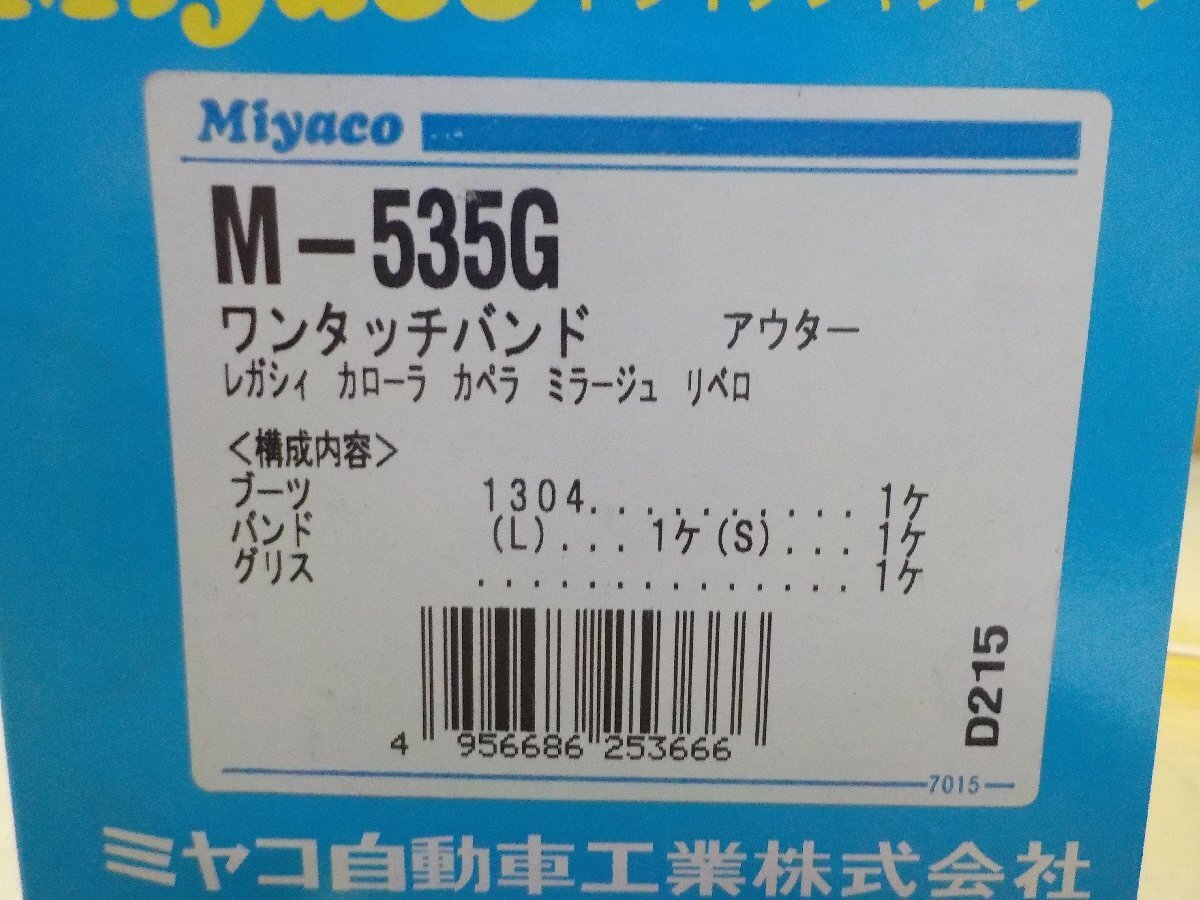 Miyaco
Miyaco
M-535G
ワンタッチバンド アウター
レガシィ カローラ カペラ ミラージュ リベロ
<構成内容>
ブーツ 1304.......... 1ケ
バンド (L)... 1ケ(S)... 1ケ
グリス .............. 1ケ
4 956686 253666
D215
7015
ミヤコ自動車工業株式会社